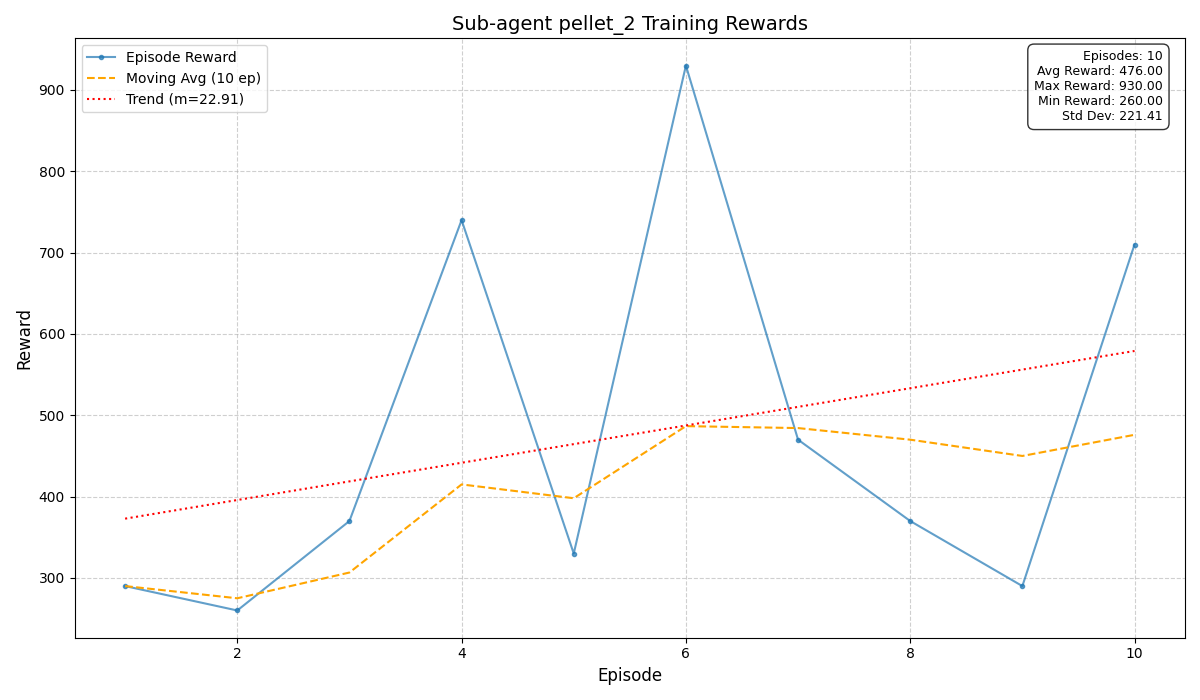 Sub-agent pellet_2 Training Rewards
Episode Reward
Moving Avg (10 ep)
Trend (m=22.91)
Episodes: 10
Avg Reward: 476.00
Max Reward: 930.00
Min Reward: 260.00
Std Dev: 221.41
Reward
900
800
700
600
500
400
300
2
4
6
8
10
Episode